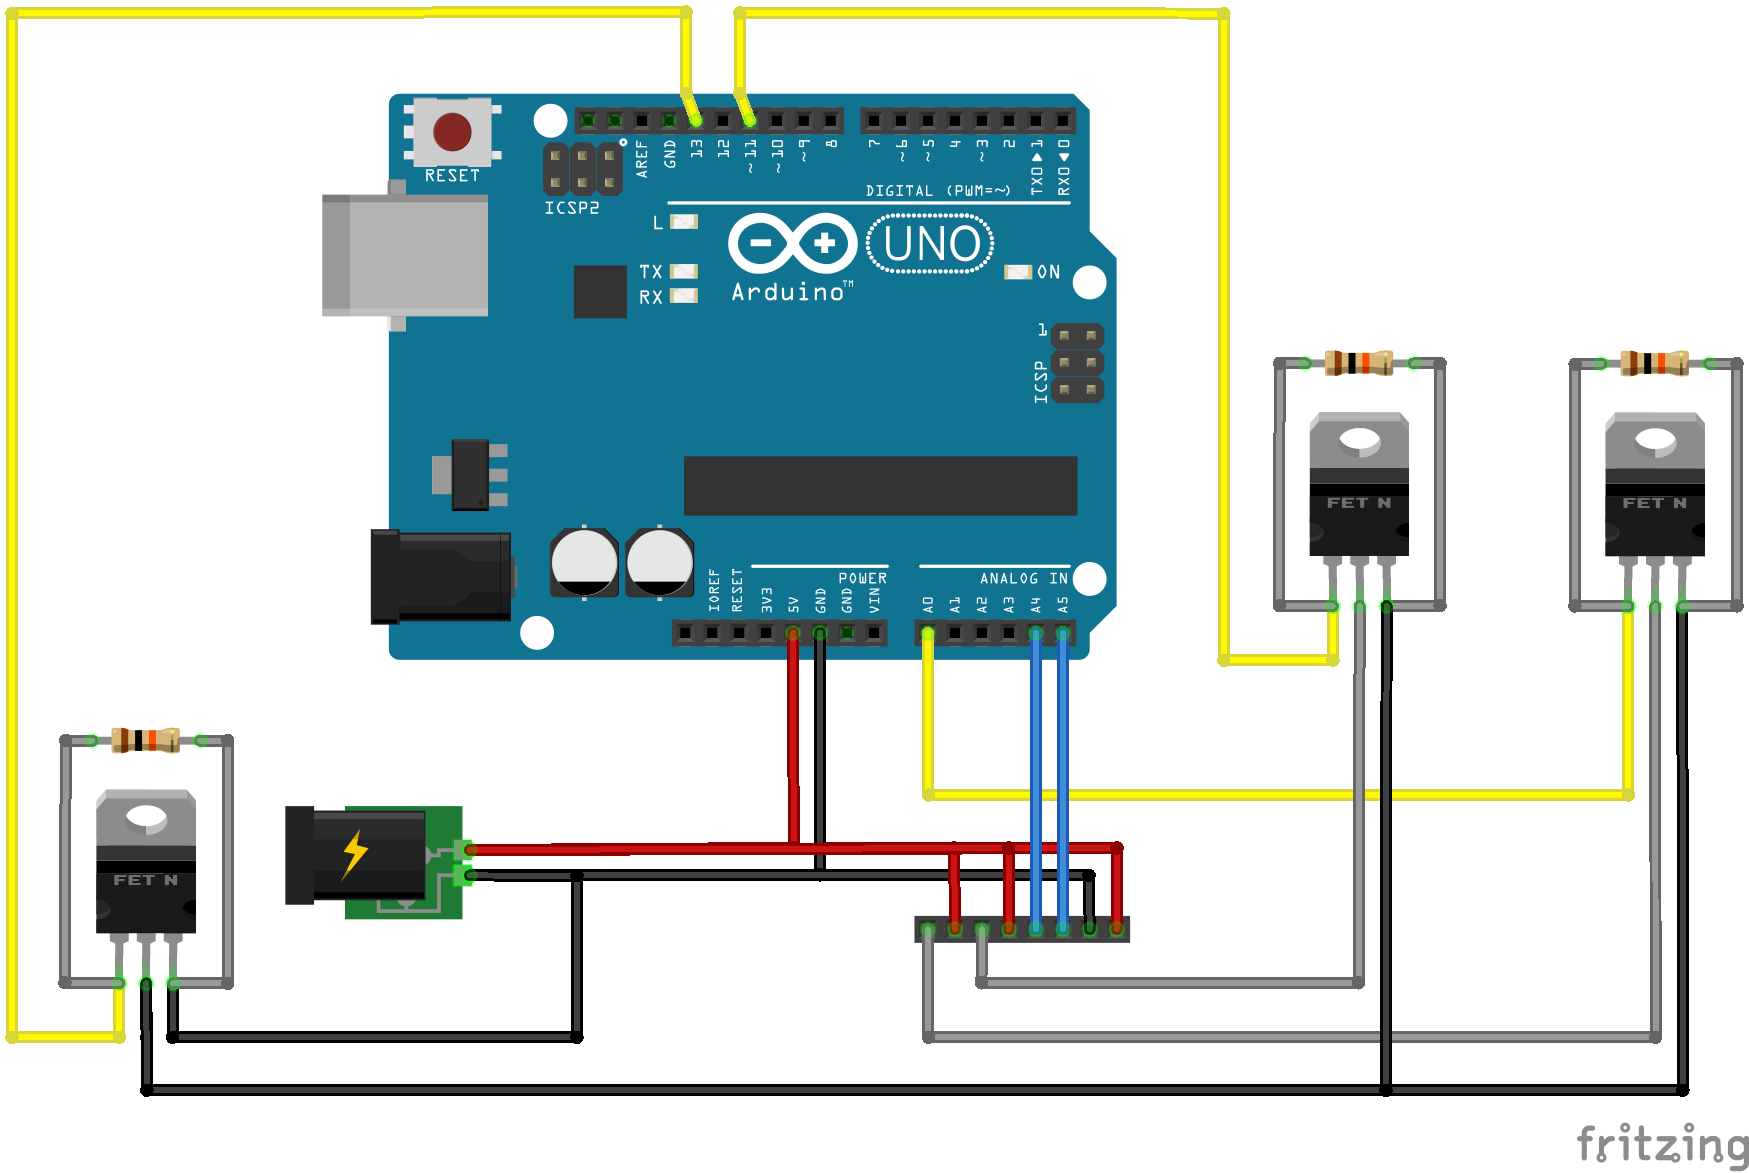 RESET
ICSP2
AREF
GND
13
12
~11
~10
~9
8
7
~6
~5
4
~3
2
TX0▶1
RX0◀0
DIGITAL (PWM=~)
L
TX
RX
Arduino™
UNO
ON
1
ICSP
IOREF
RESET
3V3
5V
GND
GND
VIN
POWER
ANALOG IN
A0
A1
A2
A3
A4
A5
FET N
FET N
FET N
fritzing